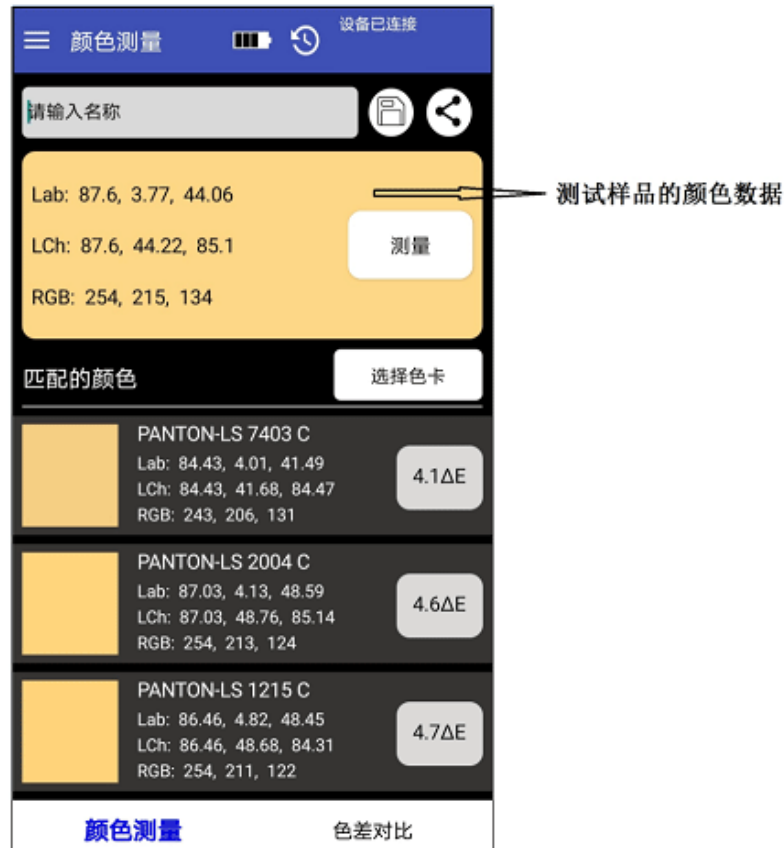 颜色测量
设备已连接
请输入名称
Lab: 87.6, 3.77, 44.06
LCh: 87.6, 44.22, 85.1
RGB: 254, 215, 134
测量
测试样品的颜色数据
匹配的颜色
选择色卡
PANTON-LS 7403 C
Lab: 84.43, 4.01, 41.49
LCh: 84.43, 41.68, 84.47
RGB: 243, 206, 131
4.1ΔE
PANTON-LS 2004 C
Lab: 87.03, 4.13, 48.59
LCh: 87.03, 48.76, 85.14
RGB: 254, 213, 124
4.6ΔE
PANTON-LS 1215 C
Lab: 86.46, 4.82, 48.45
LCh: 86.46, 48.68, 84.31
RGB: 254, 211, 122
4.7ΔE
颜色测量
色差对比